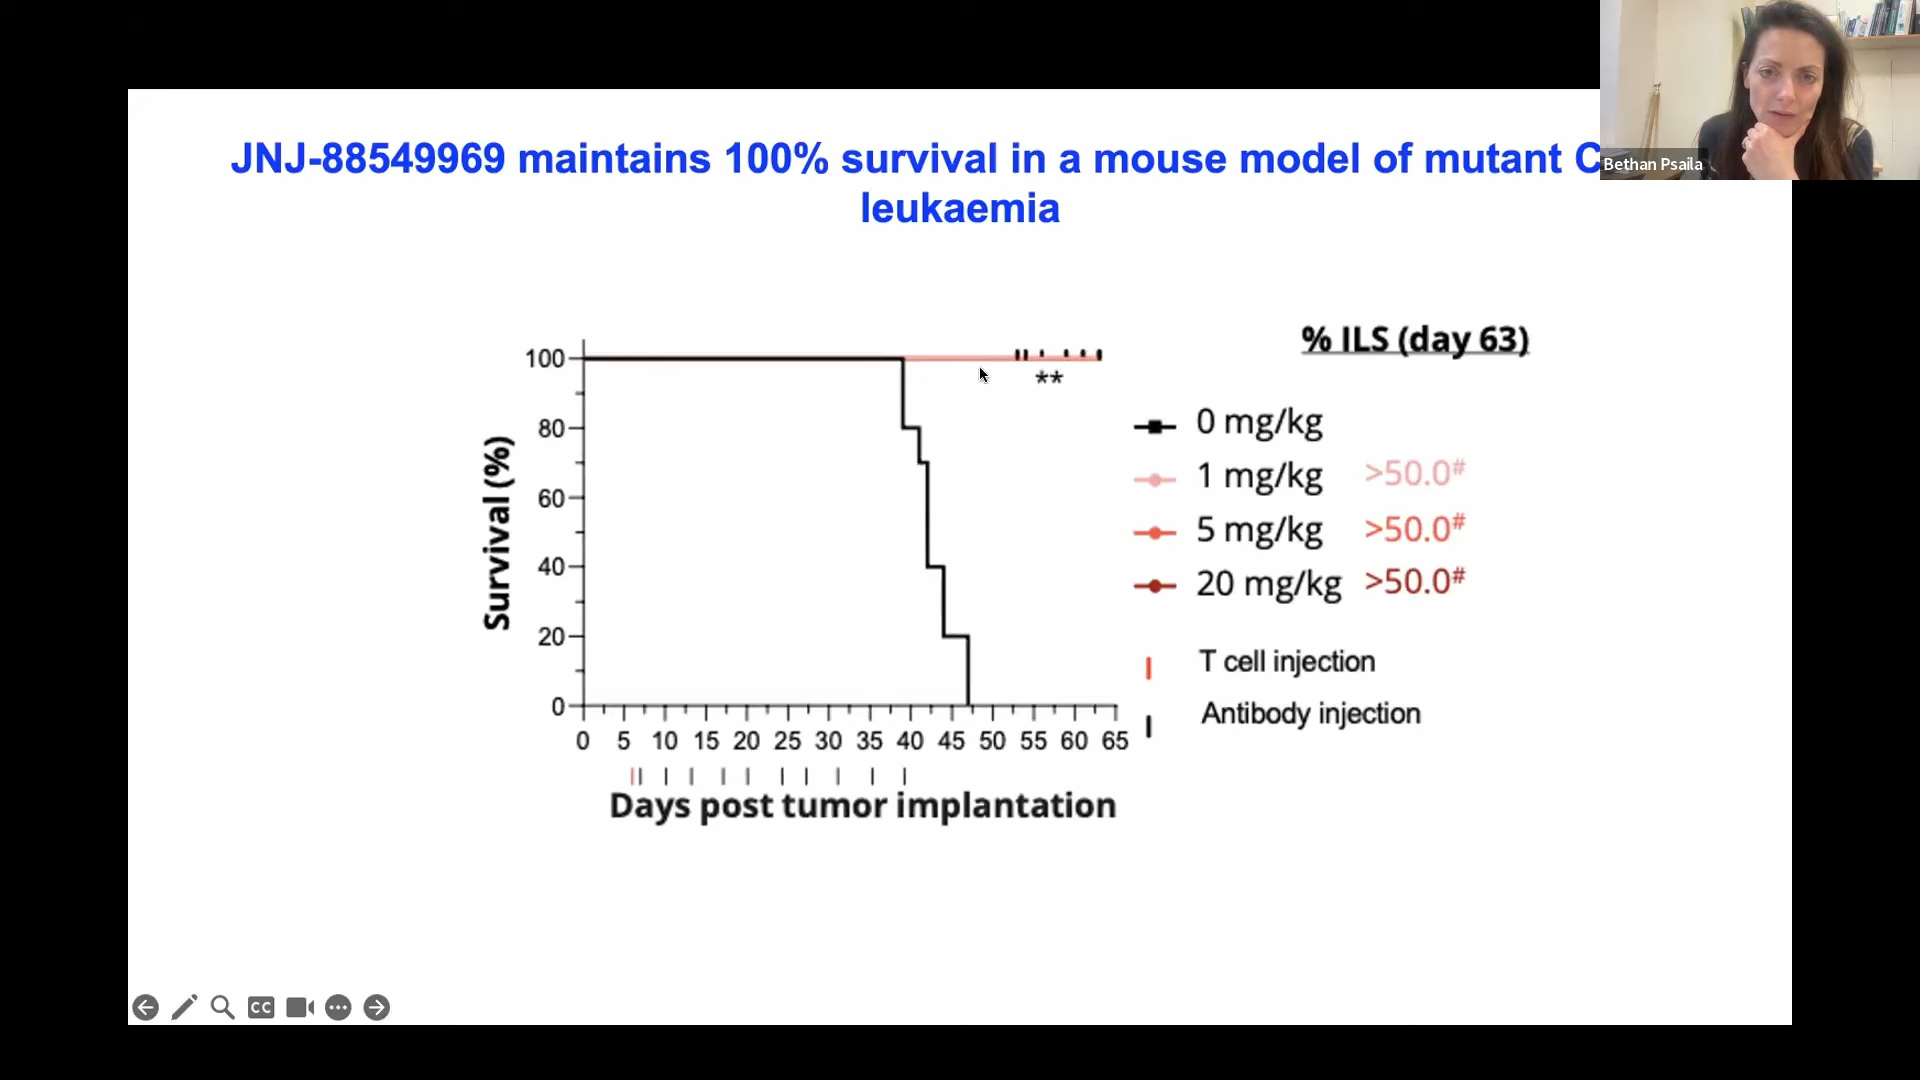 JNJ-88549969 maintains 100% survival in a mouse model of mutant C
leukaemia
Bethan Psaila
% ILS (day 63)
Survival (%)
100
80
60
40
20
0
**
0 5 10 15 20 25 30 35 40 45 50 55 60 65
Days post tumor implantation
0 mg/kg
1 mg/kg >50.0#
5 mg/kg >50.0#
20 mg/kg >50.0#
T cell injection
Antibody injection
CC